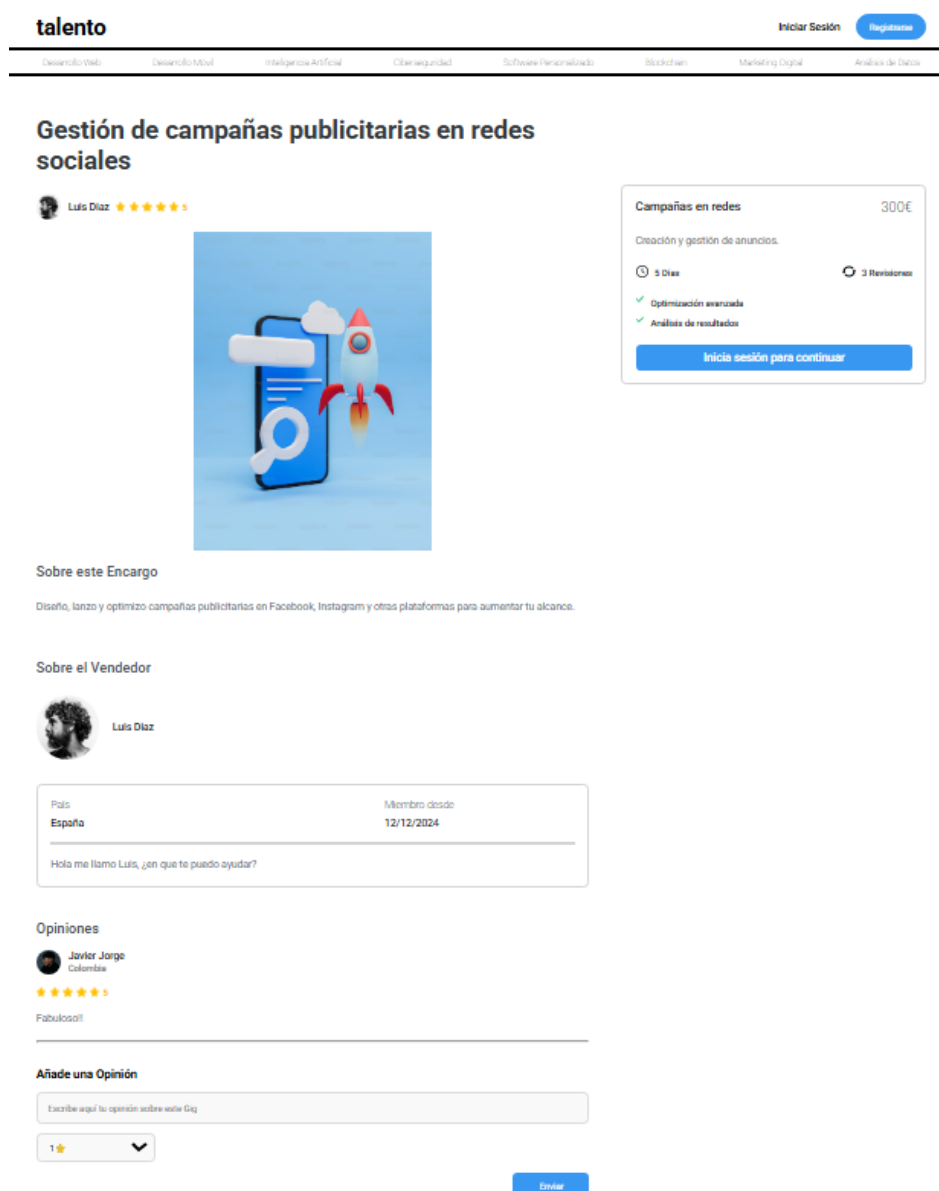 talento
Iniciar Sesión
Registrarse
Desarrollo Web
Desarrollo Móvil
Inteligencia Artificial
Ciberseguridad
Software Personalizado
Blockchain
Marketing Digital
Análisis de Datos
Gestión de campañas publicitarias en redes
sociales
Luis Díaz
5
Campañas en redes
300€
Creación y gestión de anuncios.
5 Días
3 Revisiones
Optimización avanzada
Análisis de resultados
Inicia sesión para continuar
Sobre este Encargo
Diseño, lanzo y optimizo campañas publicitarias en Facebook, Instagram y otras plataformas para aumentar tu alcance.
Sobre el Vendedor
Luis Díaz
País
Miembro desde
España
12/12/2024
Hola me llamo Luis, ¿en que te puedo ayudar?
Opiniones
Javier Jorge
Colombia
5
Fabuloso!!
Añade una Opinión
Escribe aquí tu opinión sobre este Gig
1
Enviar